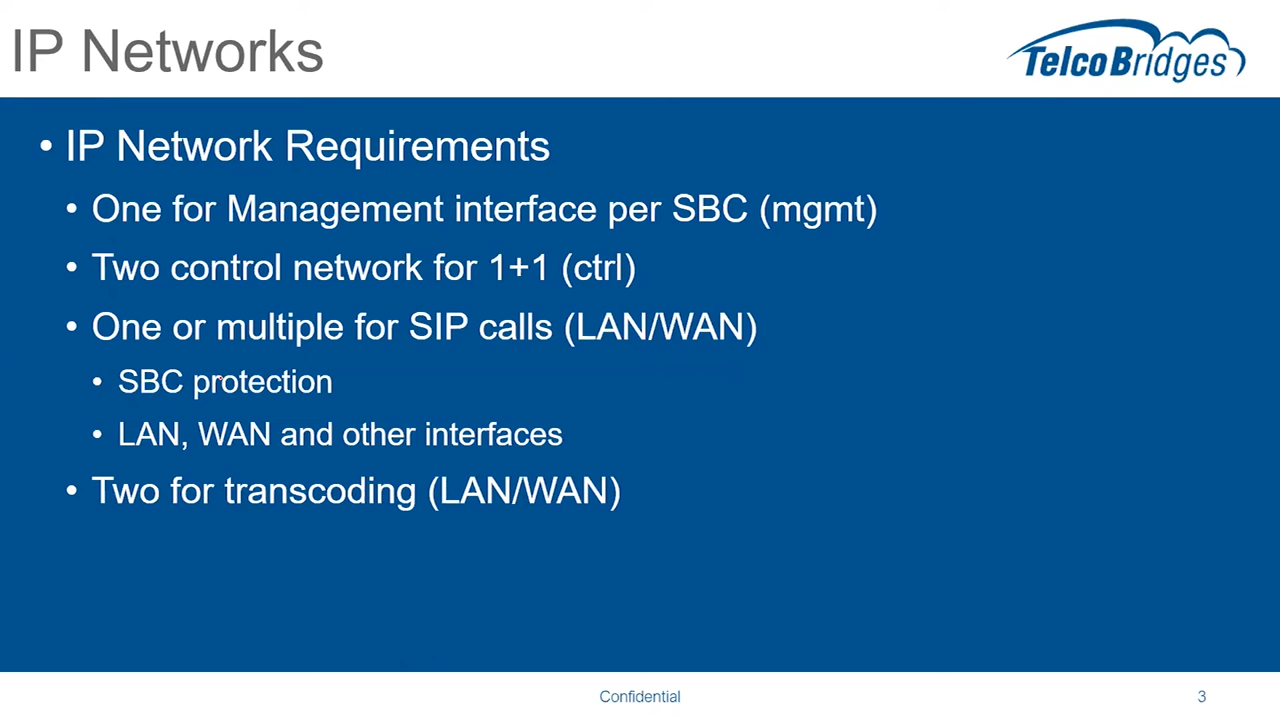 IP Networks
TelcoBridges
• IP Network Requirements
• One for Management interface per SBC (mgmt)
• Two control network for 1+1 (ctrl)
• One or multiple for SIP calls (LAN/WAN)
• SBC protection
• LAN, WAN and other interfaces
• Two for transcoding (LAN/WAN)
Confidential
3